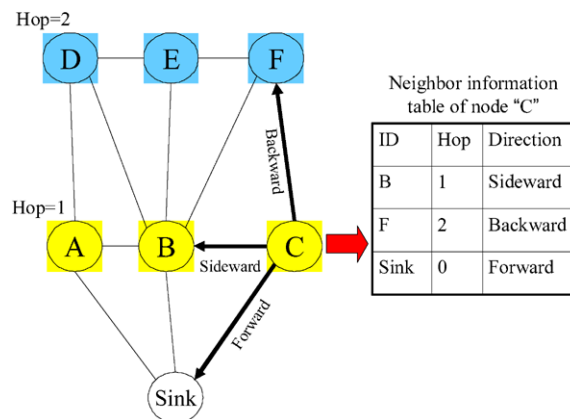 Hop=2
D
E
F
Neighbor information
table of node “C”
ID Hop Direction
B 1 Sideward
F 2 Backward
Sink 0 Forward
Backward
Hop=1
A
B
C
Sideward
Forward
Sink